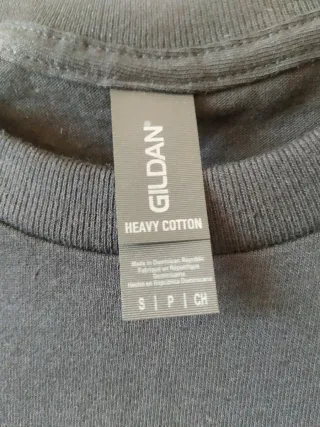 GILDAN®
HEAVY COTTON
Made in Dominican Republic
Fabriqué en République
Dominicaine
Hecho en República Dominicana
S | P | CH